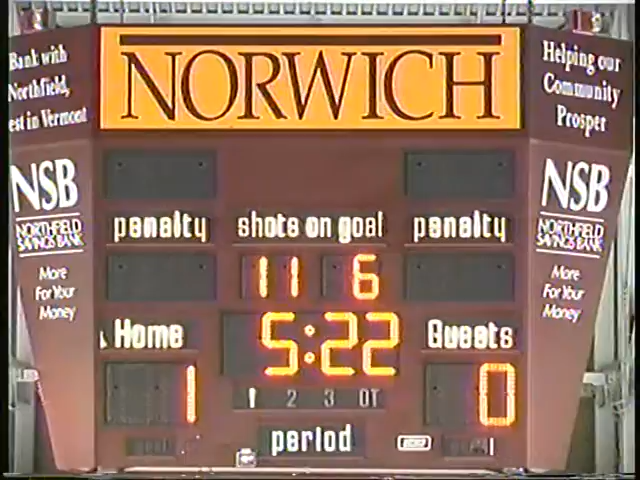 NORWICH
Bank with
Northfield,
est in Vermont
Helping our
Community
Prosper
NSB
NORTHFIELD
SAVINGS BANK
More
For Your
Money
NSB
NORTHFIELD
SAVINGS BANK
More
For Your
Money
penalty shots on goal penalty
11 6
Home 5:22 Guests
1 0
1 2 3 OT
period